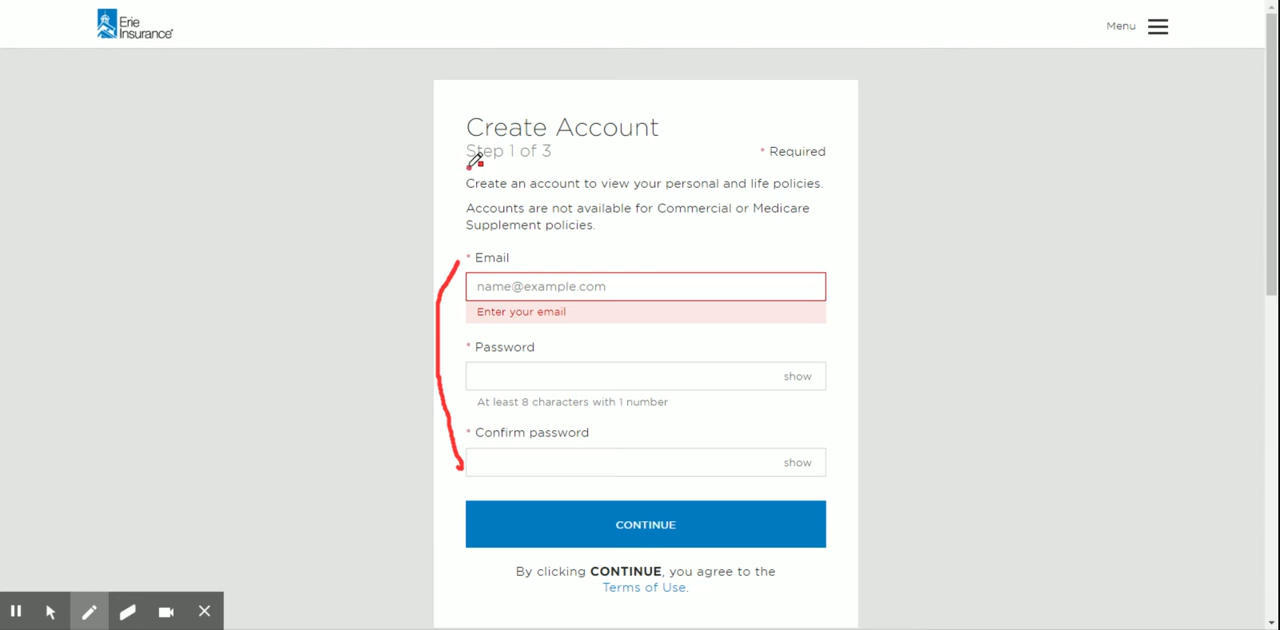 Erie
Insurance®
Menu
Create Account
Step 1 of 3
* Required
Create an account to view your personal and life policies.
Accounts are not available for Commercial or Medicare
Supplement policies.
* Email
name@example.com
Enter your email
* Password
show
At least 8 characters with 1 number
* Confirm password
show
CONTINUE
By clicking CONTINUE, you agree to the
Terms of Use.